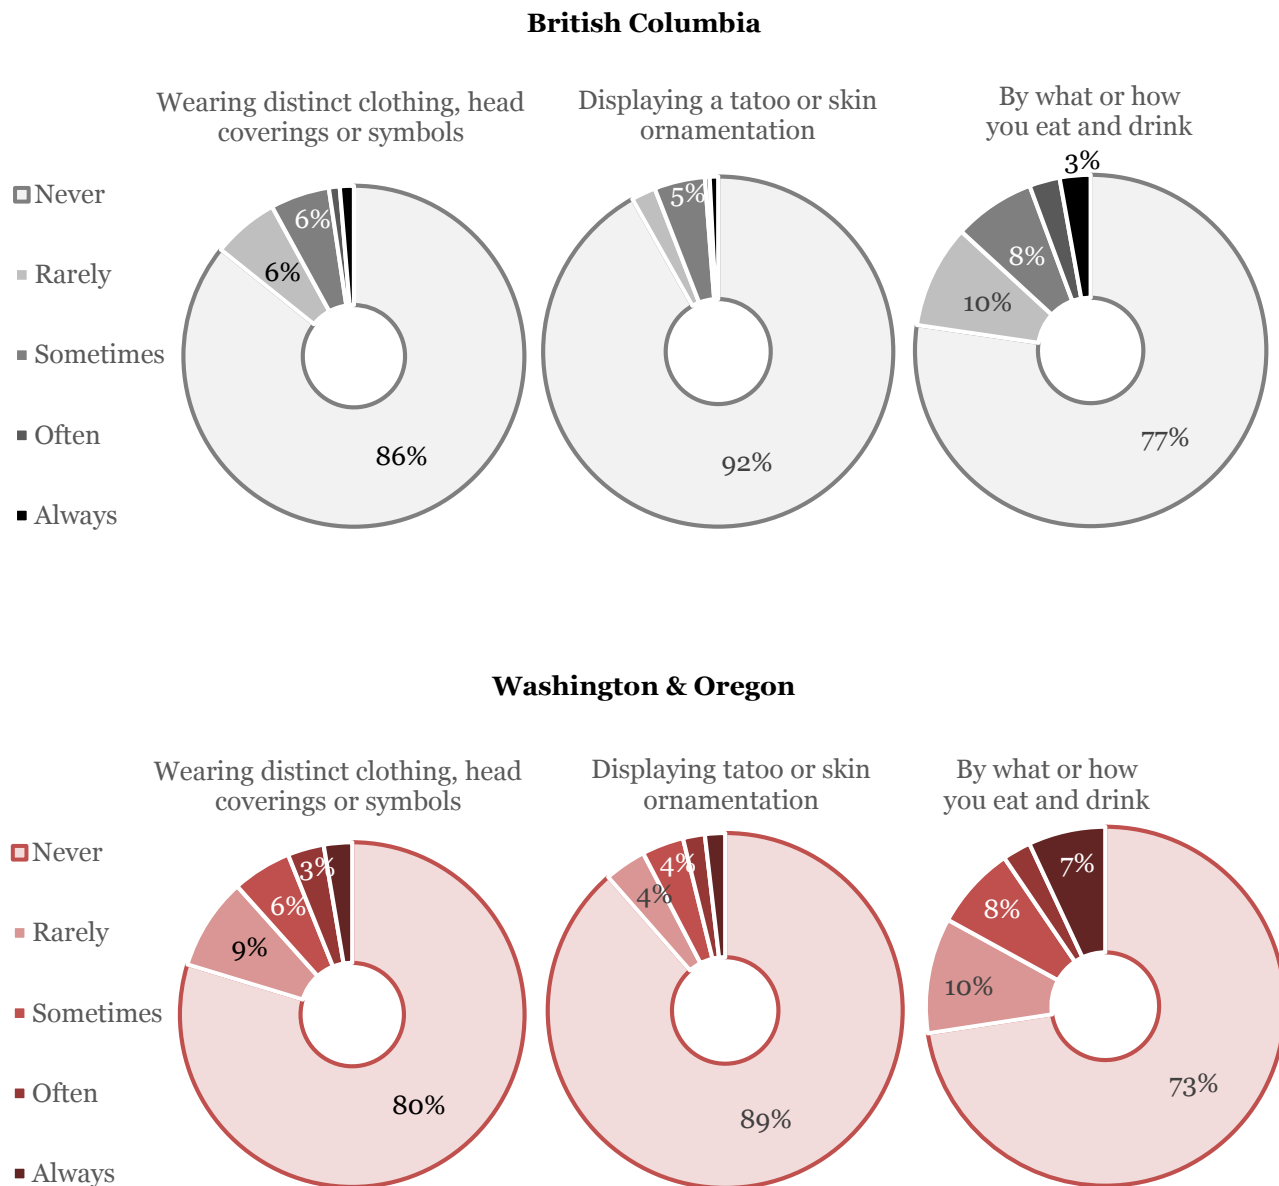 British Columbia
Wearing distinct clothing, head
coverings or symbols
Displaying a tatoo or skin
ornamentation
By what or how
you eat and drink
Never
Rarely
Sometimes
Often
Always
6%
6%
86%
5%
92%
3%
8%
10%
77%
Washington & Oregon
Wearing distinct clothing, head
coverings or symbols
Displaying tatoo or skin
ornamentation
By what or how
you eat and drink
Never
Rarely
Sometimes
Often
Always
3%
6%
9%
80%
4%
4%
89%
7%
8%
10%
73%